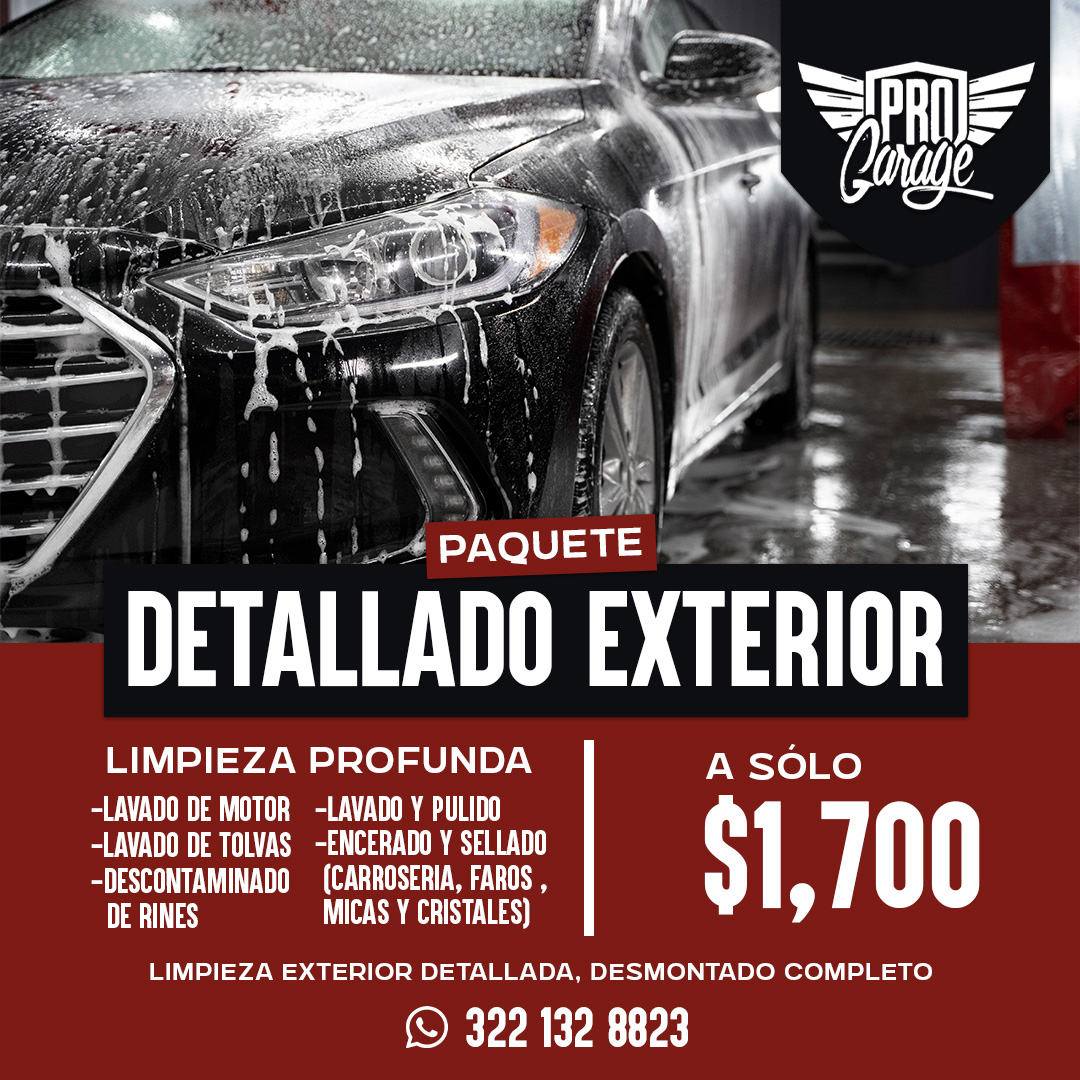 PRO
Garage
PAQUETE
DETALLADO EXTERIOR
LIMPIEZA PROFUNDA
-LAVADO DE MOTOR
-LAVADO DE TOLVAS
-DESCONTAMINADO
DE RINES
-LAVADO Y PULIDO
-ENCERADO Y SELLADO
(CARROSERIA, FAROS ,
MICAS Y CRISTALES)
A SÓLO
$1,700
LIMPIEZA EXTERIOR DETALLADA, DESMONTADO COMPLETO
322 132 8823